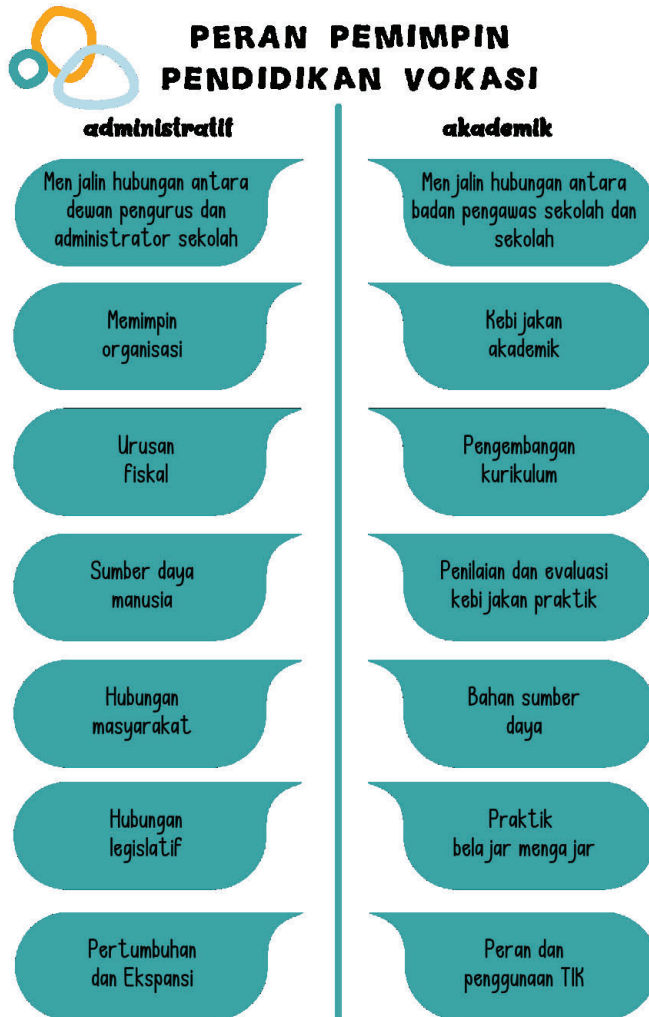 PERAN PEMIMPIN
PENDIDIKAN VOKASI
administratif
Menjalin hubungan antara
dewan pengurus dan
administrator sekolah
Memimpin
organisasi
Urusan
fiskal
Sumber daya
manusia
Hubungan
masyarakat
Hubungan
legislatif
Pertumbuhan
dan Ekspansi
akademik
Menjalin hubungan antara
badan pengawas sekolah dan
sekolah
Kebijakan
akademik
Pengembangan
kurikulum
Penilaian dan evaluasi
kebijakan praktik
Bahan sumber
daya
Praktik
belajar mengajar
Peran dan
penggunaan TIK